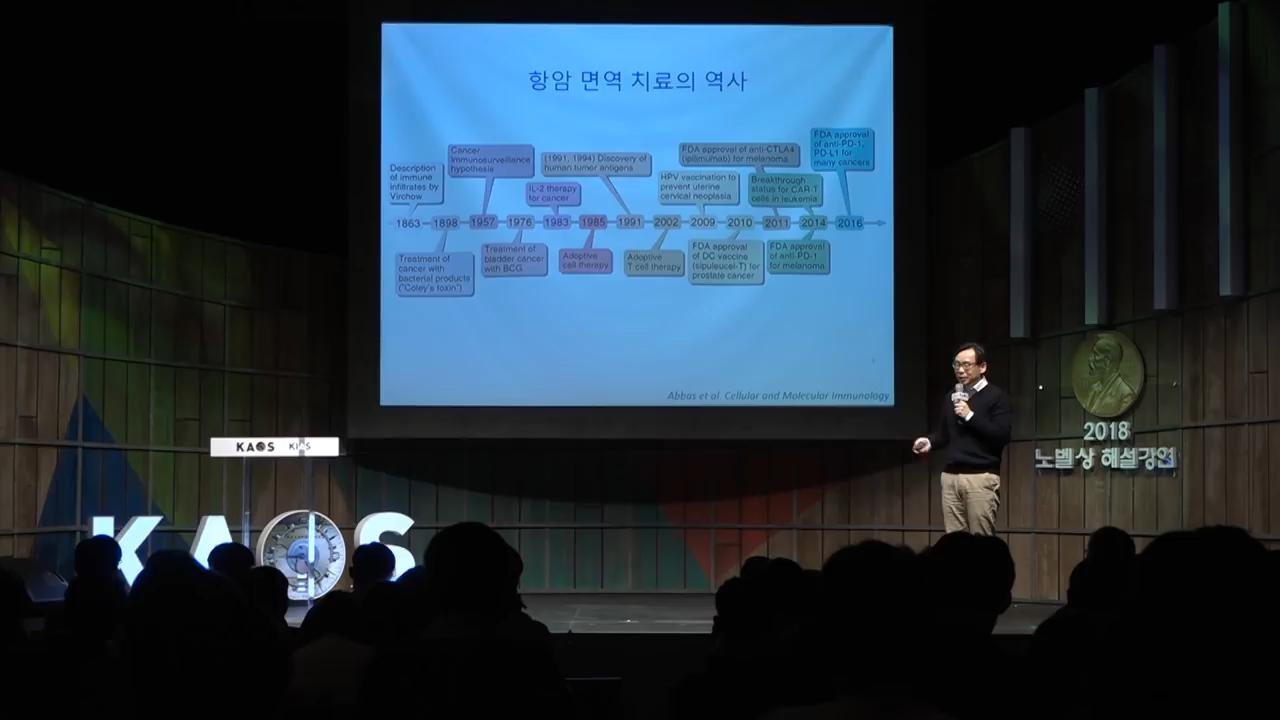 항암 면역 치료의 역사
Description
of immune
infiltrates by
Virchow
Cancer
immunosurveillance
hypothesis
IL-2 therapy
for cancer
(1991, 1994) Discovery of
human tumor antigens
FDA approval of anti-CTLA4
(ipilimumab) for melanoma
HPV vaccination to
prevent uterine
cervical neoplasia
Breakthrough
status for CAR-T
cells in leukemia
FDA approval
of anti-PD-1,
PD-L1 for
many cancers
1863 1898 1957 1976 1983 1985 1991 2002 2009 2010 2011 2014 2016
Treatment of
cancer with
bacterial products
("Coley's toxin")
Treatment of
bladder cancer
with BCG
Adoptive
cell therapy
Adoptive
T cell therapy
FDA approval
of DC vaccine
(sipuleucel-T) for
prostate cancer
FDA approval
of anti-PD-1
for melanoma
Abbas et al. Cellular and Molecular Immunology
KAOS
KAOS
2018
노벨상 해설강연